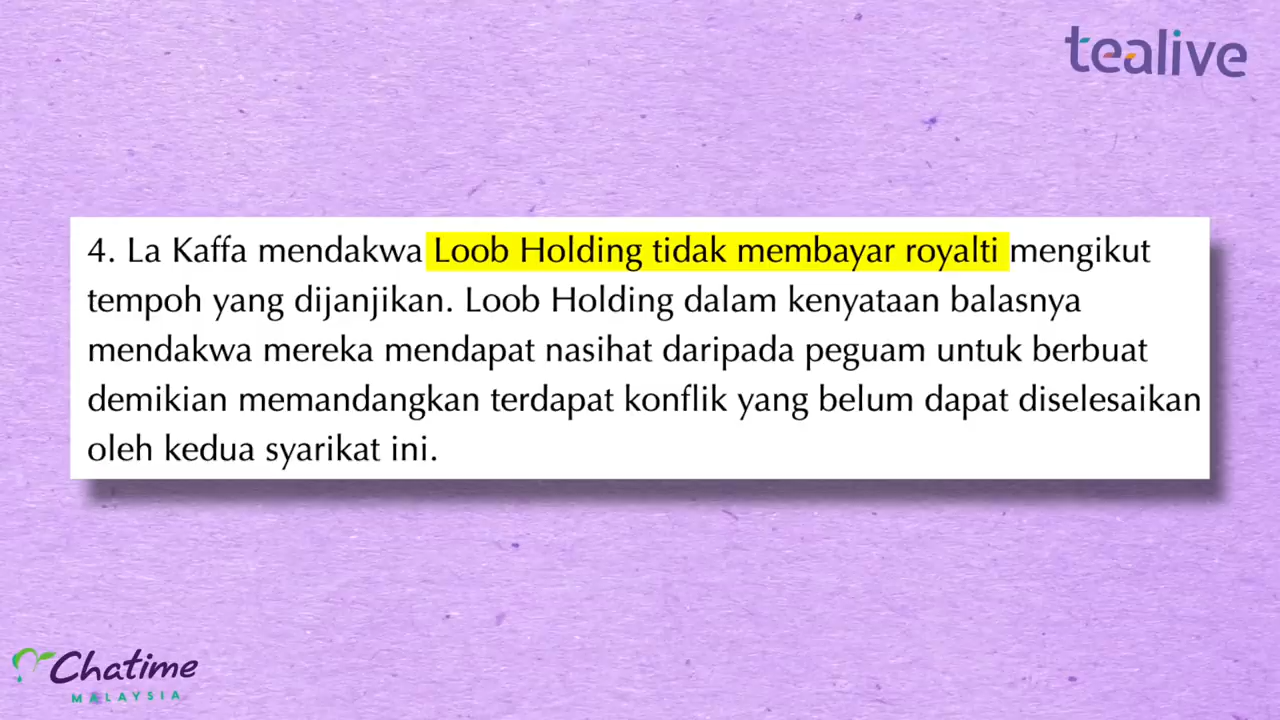 tealive
4. La Kaffa mendakwa Loob Holding tidak membayar royalti mengikut
tempoh yang dijanjikan. Loob Holding dalam kenyataan balasnya
mendakwa mereka mendapat nasihat daripada peguam untuk berbuat
demikian memandangkan terdapat konflik yang belum dapat diselesaikan
oleh kedua syarikat ini.
Chatime
MALAYSIA